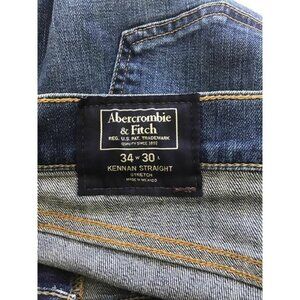 Abercrombie
& Fitch
REG. U.S. PAT. TRADEMARK
QUALITY SINCE 1892
34 W 30 L
KENNAN STRAIGHT
STRETCH
MADE IN MEXICO